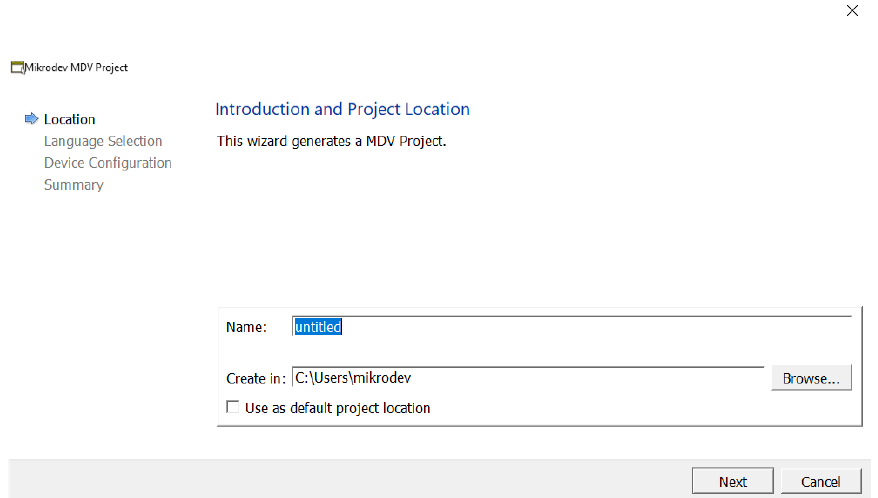 Mikrodev MDV Project
Location
Language Selection
Device Configuration
Summary
Introduction and Project Location
This wizard generates a MDV Project.
Name: untitled
Create in: C:\Users\mikrodev Browse...
Use as default project location
Next Cancel